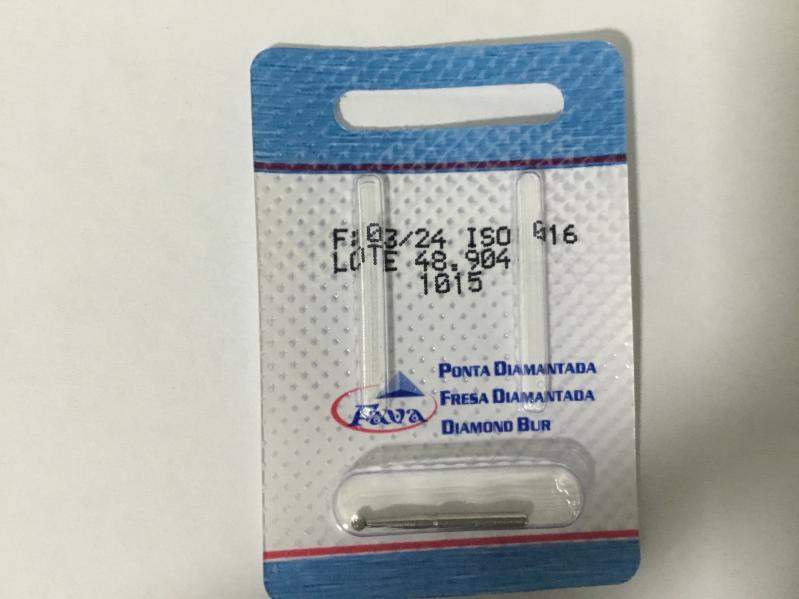 F: 03/24 ISO 016
LOTE 48.904
1015
PONTA DIAMANTADA
FAVA
FRESA DIAMANTADA
DIAMOND BUR